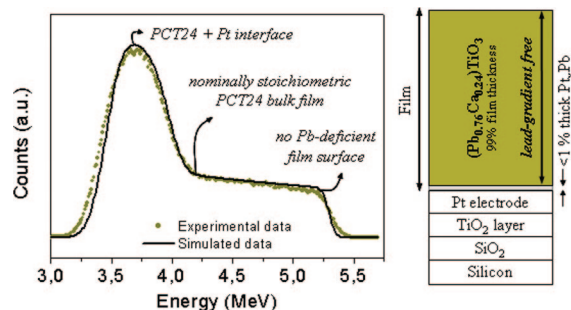 PCT24 + Pt interface
nominally stoichiometric
PCT24 bulk film
no Pb-deficient
film surface
Counts (a.u.)
Experimental data
Simulated data
3,0 3,5 4,0 4,5 5,0 5,5
Energy (MeV)
Film
(Pb0.76Ca0.24)TiO3
99% film thickness
lead-gradient free
<1 % thick PtxPb
Pt electrode
TiO2 layer
SiO2
Silicon